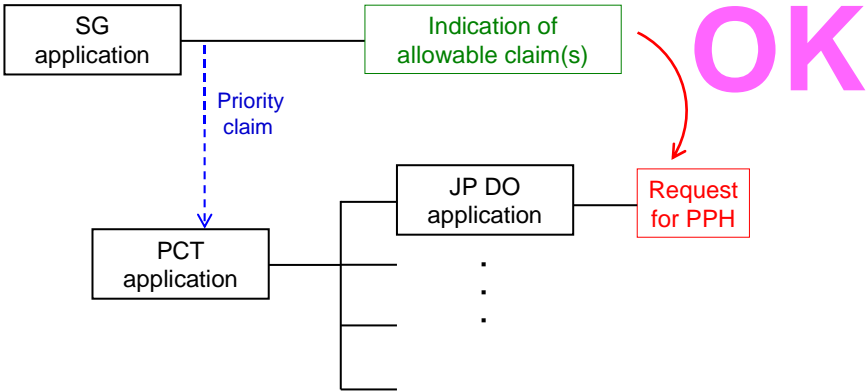 SG
application
Indication of
allowable claim(s)
OK
Priority
claim
JP DO
application
Request
for PPH
PCT
application